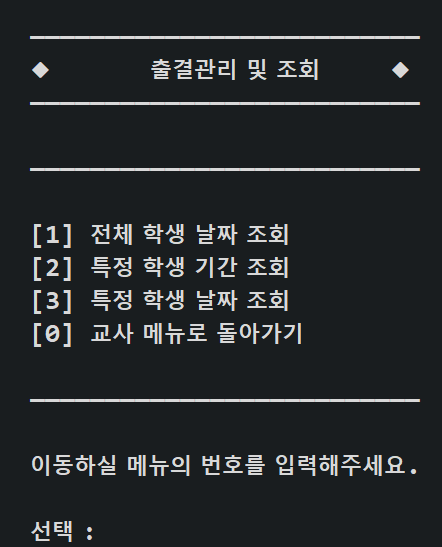 ◆ 출결관리 및 조회 ◆
[1] 전체 학생 날짜 조회
[2] 특정 학생 기간 조회
[3] 특정 학생 날짜 조회
[0] 교사 메뉴로 돌아가기
이동하실 메뉴의 번호를 입력해주세요.
선택 :